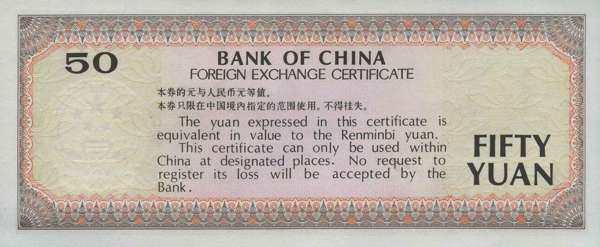 50
BANK OF CHINA
FOREIGN EXCHANGE CERTIFICATE
本券的元与人民币元等值。
本券只限在中国境内指定的范围使用。不得挂失。
The yuan expressed in this certificate is
equivalent in value to the Renminbi yuan.
This certificate can only be used within
China at designated places. No request to
register its loss will be accepted by the
Bank.
FIFTY
YUAN